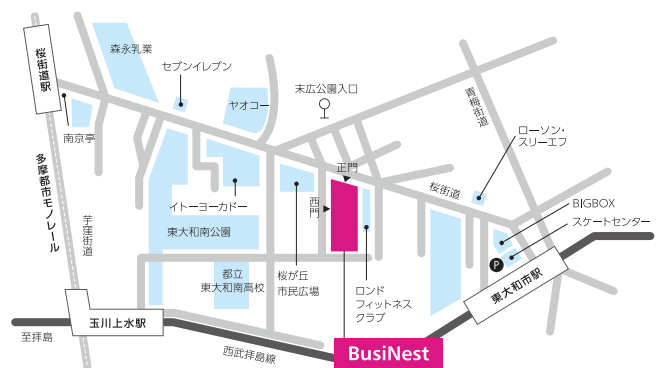 桜街道駅
森永乳業
セブンイレブン
ヤオコー
末広公園入口
青梅街道
ローソン・
スリーエフ
南京亭
多摩都市モノレール
芋窪街道
イトーヨーカドー
東大和南公園
都立
東大和南高校
西門
正門
桜街道
桜が丘
市民広場
ロンド
フィットネス
クラブ
BIGBOX
スケートセンター
P
東大和市駅
玉川上水駅
至拝島
西武拝島線
BusiNest